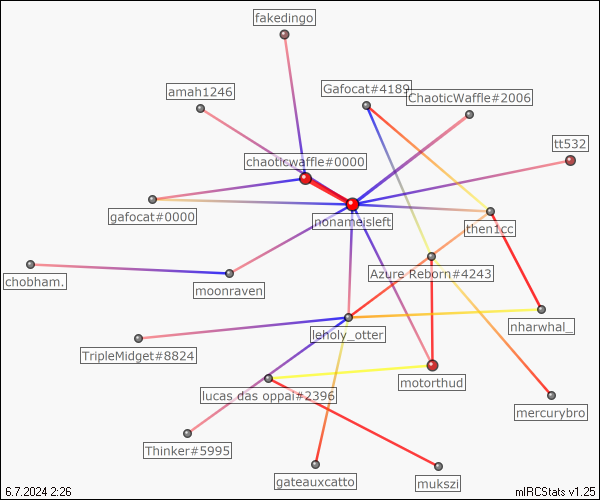 fakedingo
amah1246
Gafocat#4189
ChaoticWaffle#2006
tt532
chaoticwaffle#0000
gafocat#0000
nonameisleft
then1cc
Azure Rebon#4243
chobham.
moonraven
leholy_otter
nharwhal_
TripleMidget#8824
motorthud
lucas das oppai#2396
mercurybro
Thinker#5995
gateauxcatto
mukszi
6.7.2024 2:26
mIRCStats v1.25